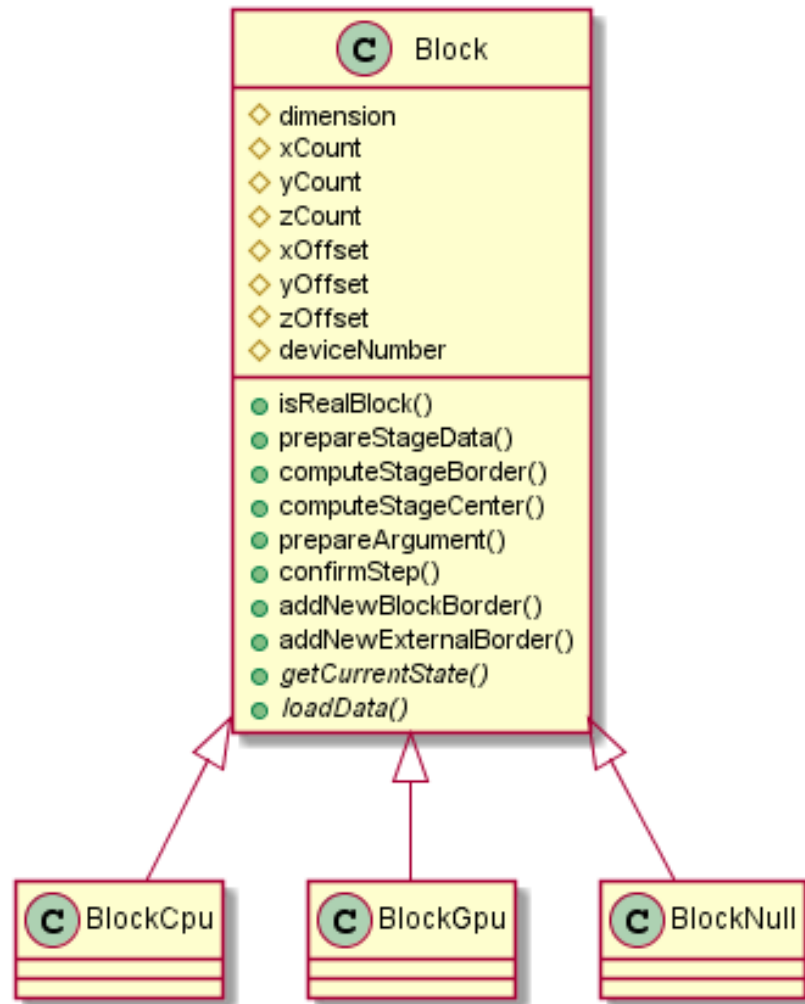 C Block
dimension
xCount
yCount
zCount
xOffset
yOffset
zOffset
deviceNumber
isRealBlock()
prepareStageData()
computeStageBorder()
computeStageCenter()
prepareArgument()
confirmStep()
addNewBlockBorder()
addNewExternalBorder()
getCurrentState()
loadData()
C BlockCpu
C BlockGpu
C BlockNull